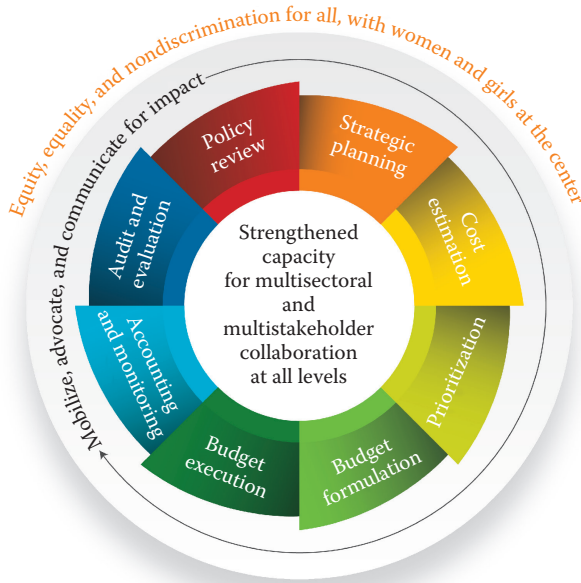 Equity, equality, and nondiscrimination for all, with women and girls at the center
Mobilize, advocate, and communicate for impact
Strategic
planning
Cost
estimation
Prioritization
Budget
formulation
Budget
execution
Accounting
and monitoring
Audit and
evaluation
Policy
review
Strengthened
capacity
for multisectoral
and
multistakeholder
collaboration
at all levels